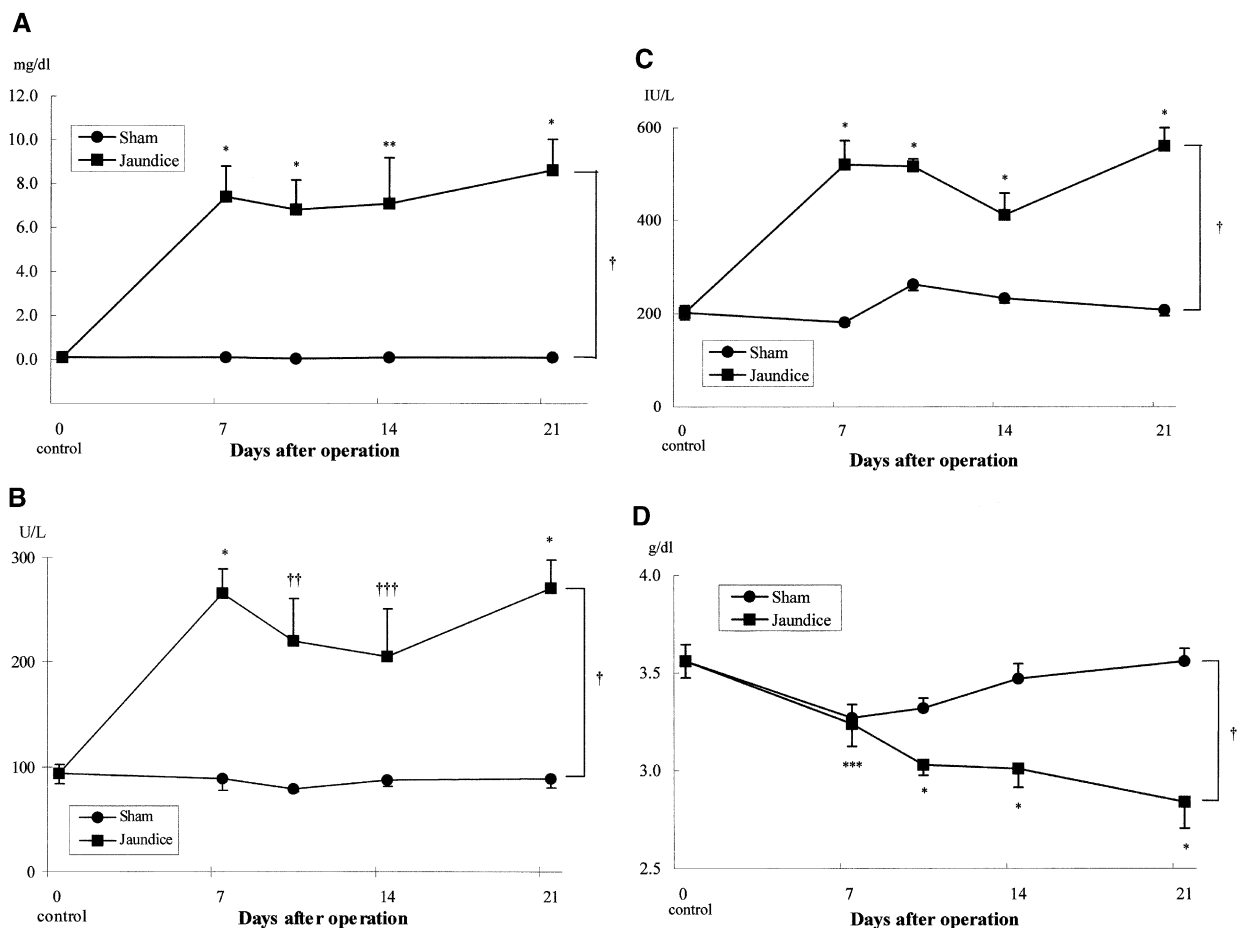 A
mg/dl
12.0
10.0
8.0
6.0
4.0
2.0
0.0
Sham
Jaundice
*
*
**
*
†
0 7 14 21
control
Days after operation
B
U/L
300
200
100
0
*
††
†††
*
†
Sham
Jaundice
0 7 14 21
control
Days after operation
C
IU/L
600
400
200
0
*
*
*
*
†
Sham
Jaundice
0 7 14 21
control
Days after operation
D
g/dl
4.0
3.5
3.0
2.5
Sham
Jaundice
***
*
*
*
†
0 7 14 21
control
Days after operation